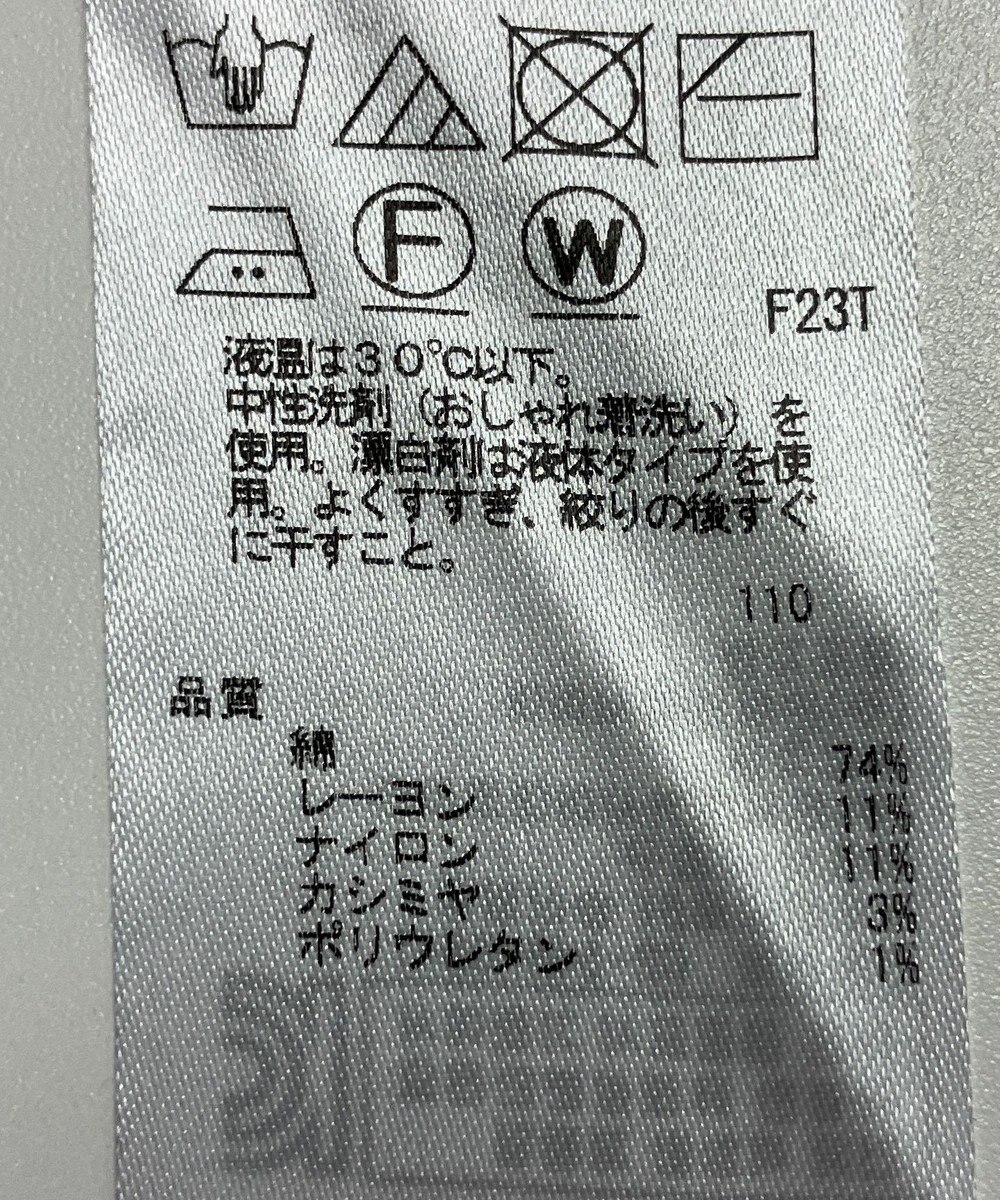 F W
F23T
液温は30℃以下。
中性洗剤（おしゃれ着洗い）を
使用。漂白剤は液体タイプを使
用。よくすすぎ、絞りの後すぐ
に干すこと。
110
品質
綿 74%
レーヨン 11%
ナイロン 11%
カシミヤ 3%
ポリウレタン 1%